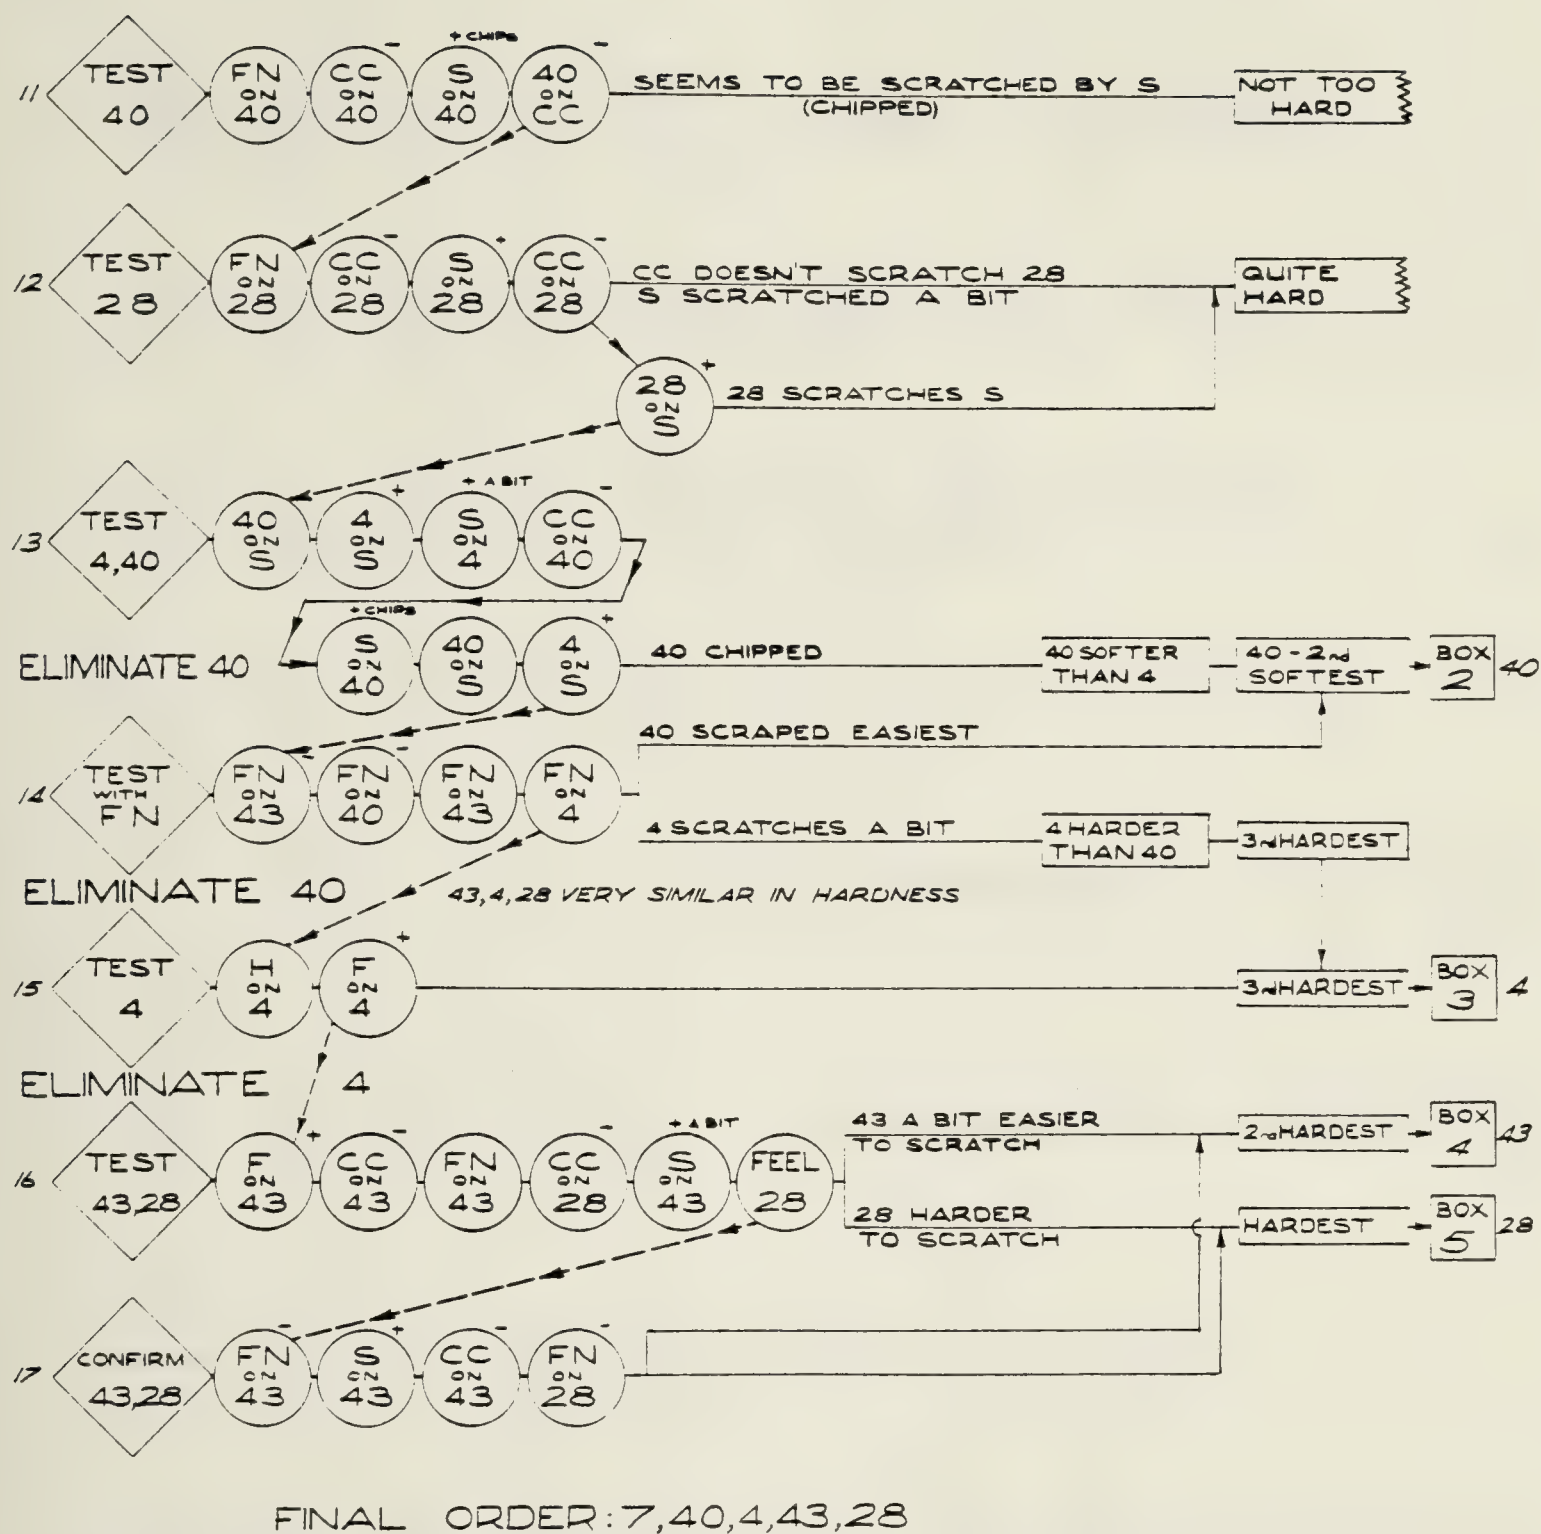 11
TEST
40
FN
ON
40
-
CC
ON
40
+ CHIPS
S
ON
40
-
40
ON
CC
SEEMS TO BE SCRATCHED BY S
(CHIPPED)
NOT TOO
HARD
12
TEST
28
FN
ON
28
-
CC
ON
28
+
S
ON
28
-
CC
ON
28
CC DOESN'T SCRATCH 28
S SCRATCHED A BIT
QUITE
HARD
+
28
ON
S
28 SCRATCHES S
13
TEST
4,40
40
ON
S
+
4
ON
S
+ A BIT
S
ON
4
-
CC
ON
40
ELIMINATE 40
+ CHIPS
S
ON
40
40
ON
S
+
4
ON
S
40 CHIPPED
40 SOFTER
THAN 4
40 - 2nd
SOFTEST
BOX
2
40
40 SCRAPED EASIEST
14
TEST
WITH
FN
-
FN
ON
43
-
FN
ON
40
FN
ON
43
FN
ON
4
4 SCRATCHES A BIT
4 HARDER
THAN 40
3rd HARDEST
ELIMINATE 40
43,4,28 VERY SIMILAR IN HARDNESS
15
TEST
4
H
ON
4
+
F
ON
4
3rd HARDEST
BOX
3
4
ELIMINATE 4
16
TEST
43,28
+
F
ON
43
-
CC
ON
43
FN
ON
43
-
CC
ON
28
+ A BIT
S
ON
43
FEEL
28
43 A BIT EASIER
TO SCRATCH
2nd HARDEST
BOX
4
43
28 HARDER
TO SCRATCH
HARDEST
BOX
5
28
17
CONFIRM
43,28
-
FN
ON
43
+
S
ON
43
-
CC
ON
43
-
FN
ON
28
FINAL ORDER: 7,40,4,43,28